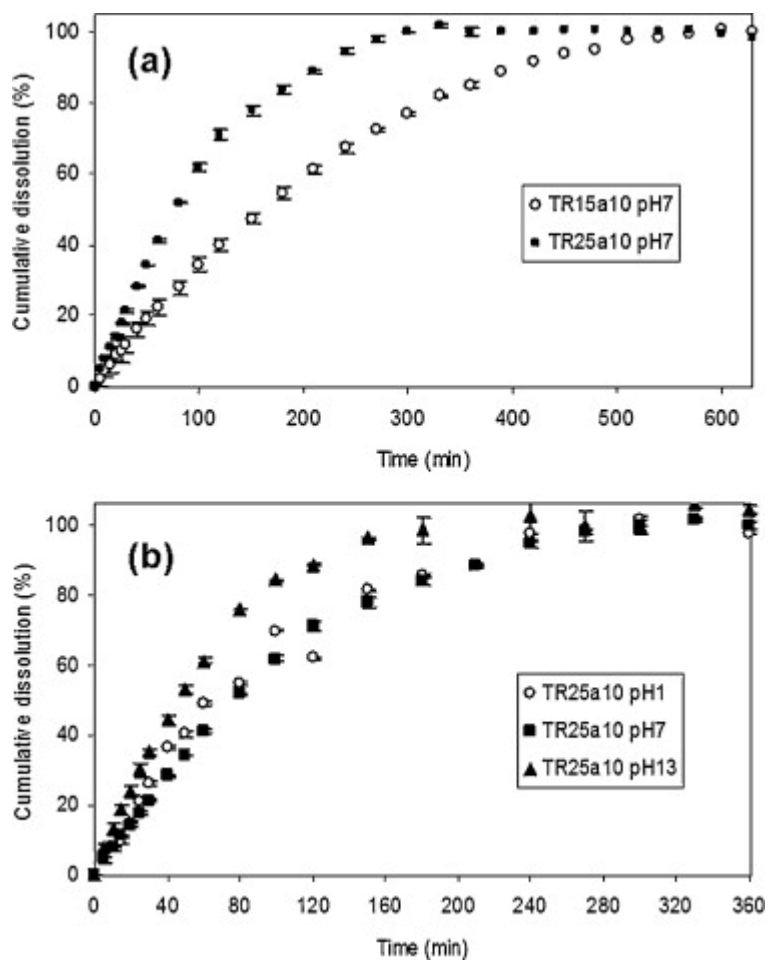 (a)
Cumulative dissolution (%)
100
80
60
40
20
0
TR15a10 pH7
TR25a10 pH7
0 100 200 300 400 500 600
Time (min)
(b)
Cumulative dissolution (%)
100
80
60
40
20
0
TR25a10 pH1
TR25a10 pH7
TR25a10 pH13
0 40 80 120 160 200 240 280 320 360
Time (min)